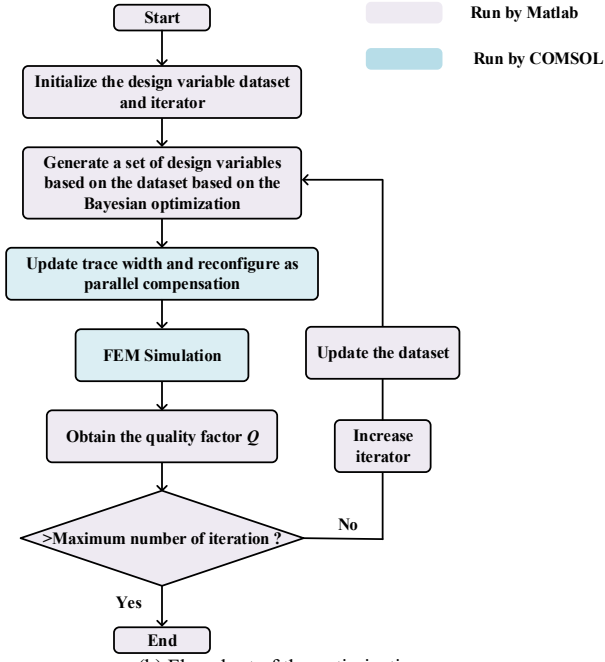 Start
Run by Matlab
Run by COMSOL
Initialize the design variable dataset
and iterator
Generate a set of design variables
based on the dataset based on the
Bayesian optimization
Update trace width and reconfigure as
parallel compensation
FEM Simulation
Update the dataset
Obtain the quality factor Q
Increase
iterator
>Maximum number of iteration ?
No
Yes
End